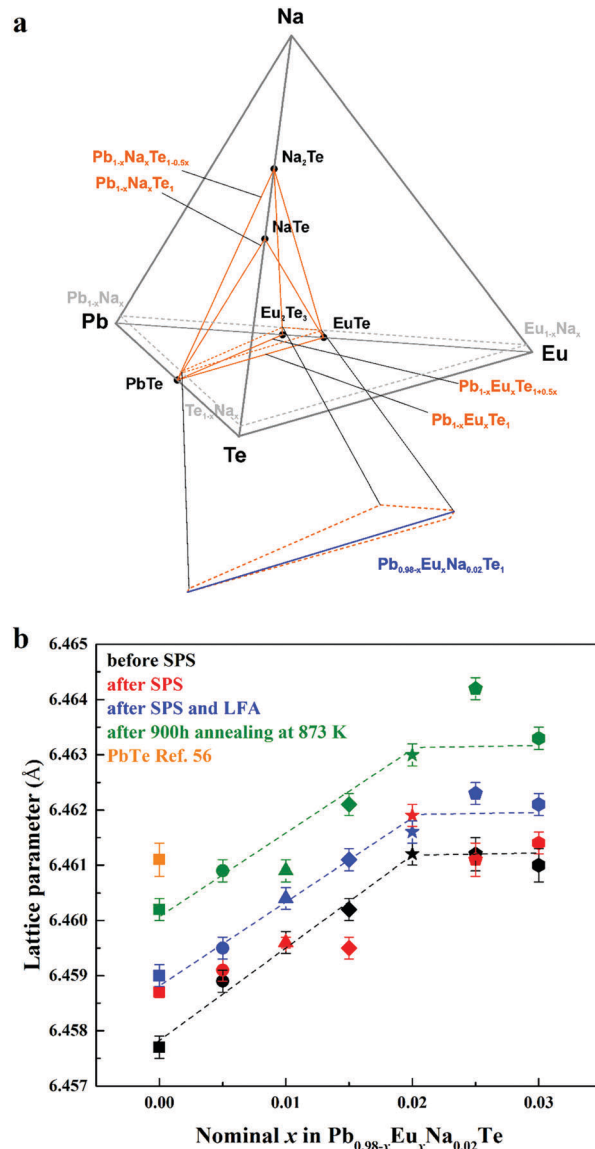 a
Na
Pb₁₋ₓNaₓTe₁₋₀.₅ₓ
Na₂Te
Pb₁₋ₓNaₓTe₁
NaTe
Pb₁₋ₓNaₓ
Eu₂Te₃
EuTe
Eu₁₋ₓNaₓ
Pb
Eu
PbTe
Pb₁₋ₓEuₓTe₁₊₀.₅ₓ
Te₁₋ₓNaₓ
Pb₁₋ₓEuₓTe₁
Te
Pb₀.₉₈₋ₓEuₓNa₀.₀₂Te₁
b
before SPS
after SPS
after SPS and LFA
after 900h annealing at 873 K
PbTe Ref. 56
Lattice parameter (Å)
6.465
6.464
6.463
6.462
6.461
6.460
6.459
6.458
6.457
0.00 0.01 0.02 0.03
Nominal x in Pb₀.₉₈₋ₓEuₓNa₀.₀₂Te